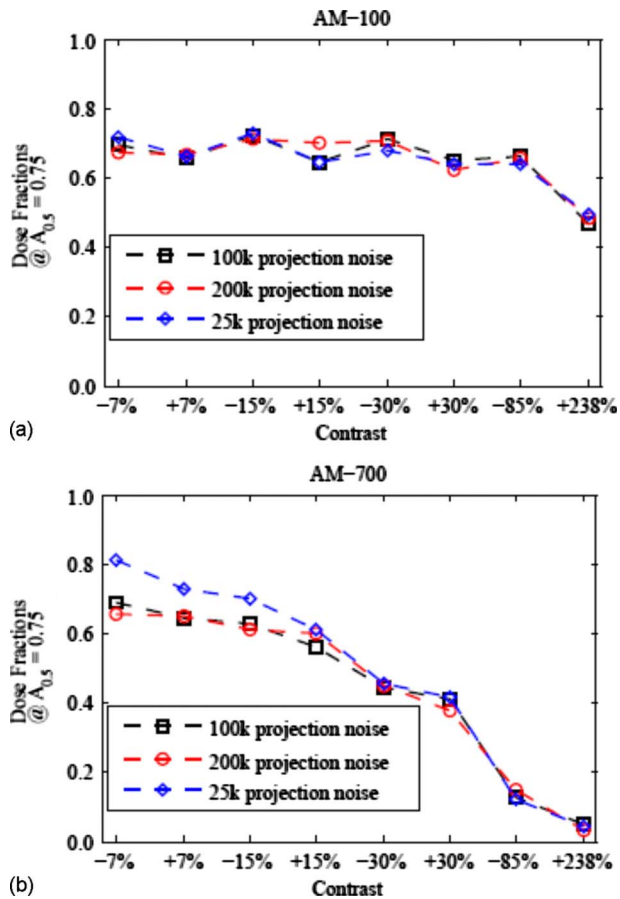 AM−100
Dose Fractions
@ A0.5 = 0.75
1.0
0.8
0.6
0.4
0.2
0.0
100k projection noise
200k projection noise
25k projection noise
−7% +7% −15% +15% −30% +30% −85% +238%
Contrast
(a)
AM−700
Dose Fractions
@ A0.5 = 0.75
1.0
0.8
0.6
0.4
0.2
0.0
100k projection noise
200k projection noise
25k projection noise
−7% +7% −15% +15% −30% +30% −85% +238%
Contrast
(b)